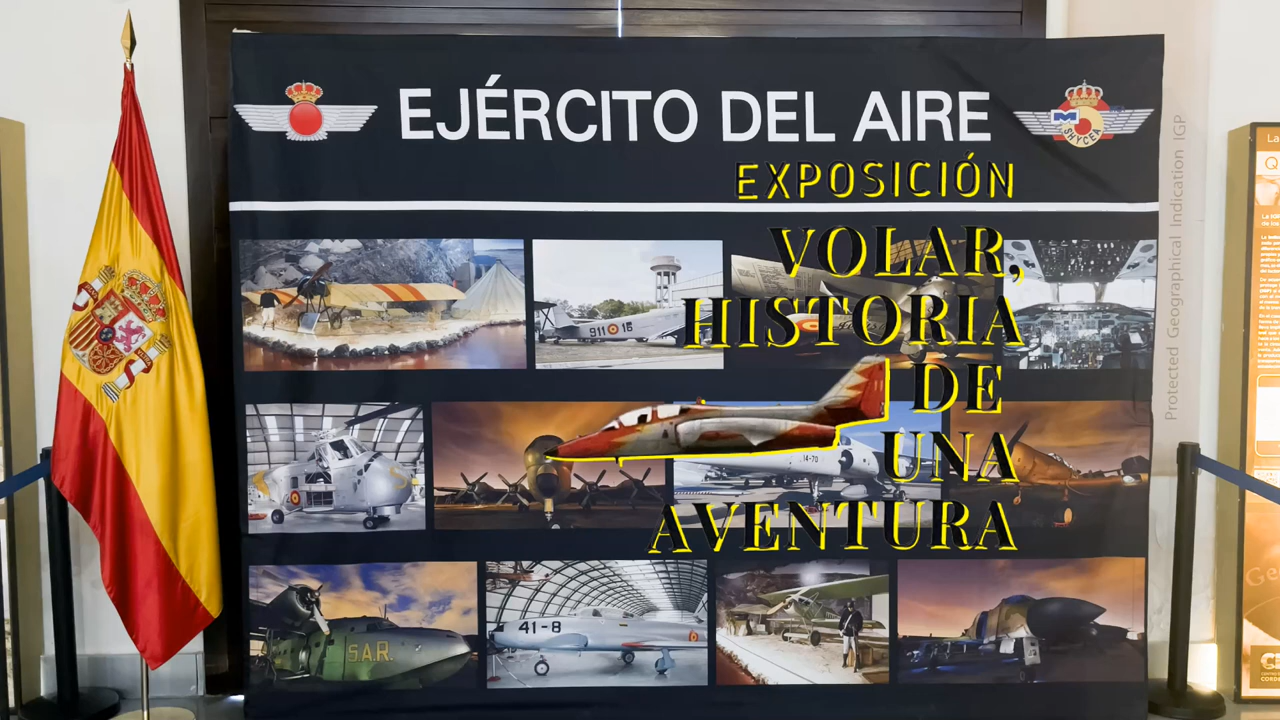 EJÉRCITO DEL AIRE
SHYCEA
EXPOSICIÓN
VOLAR,
HISTORIA
DE
UNA
AVENTURA
911 15
14-70
S.A.R.
41-8
Protected Geographical Indication IGP